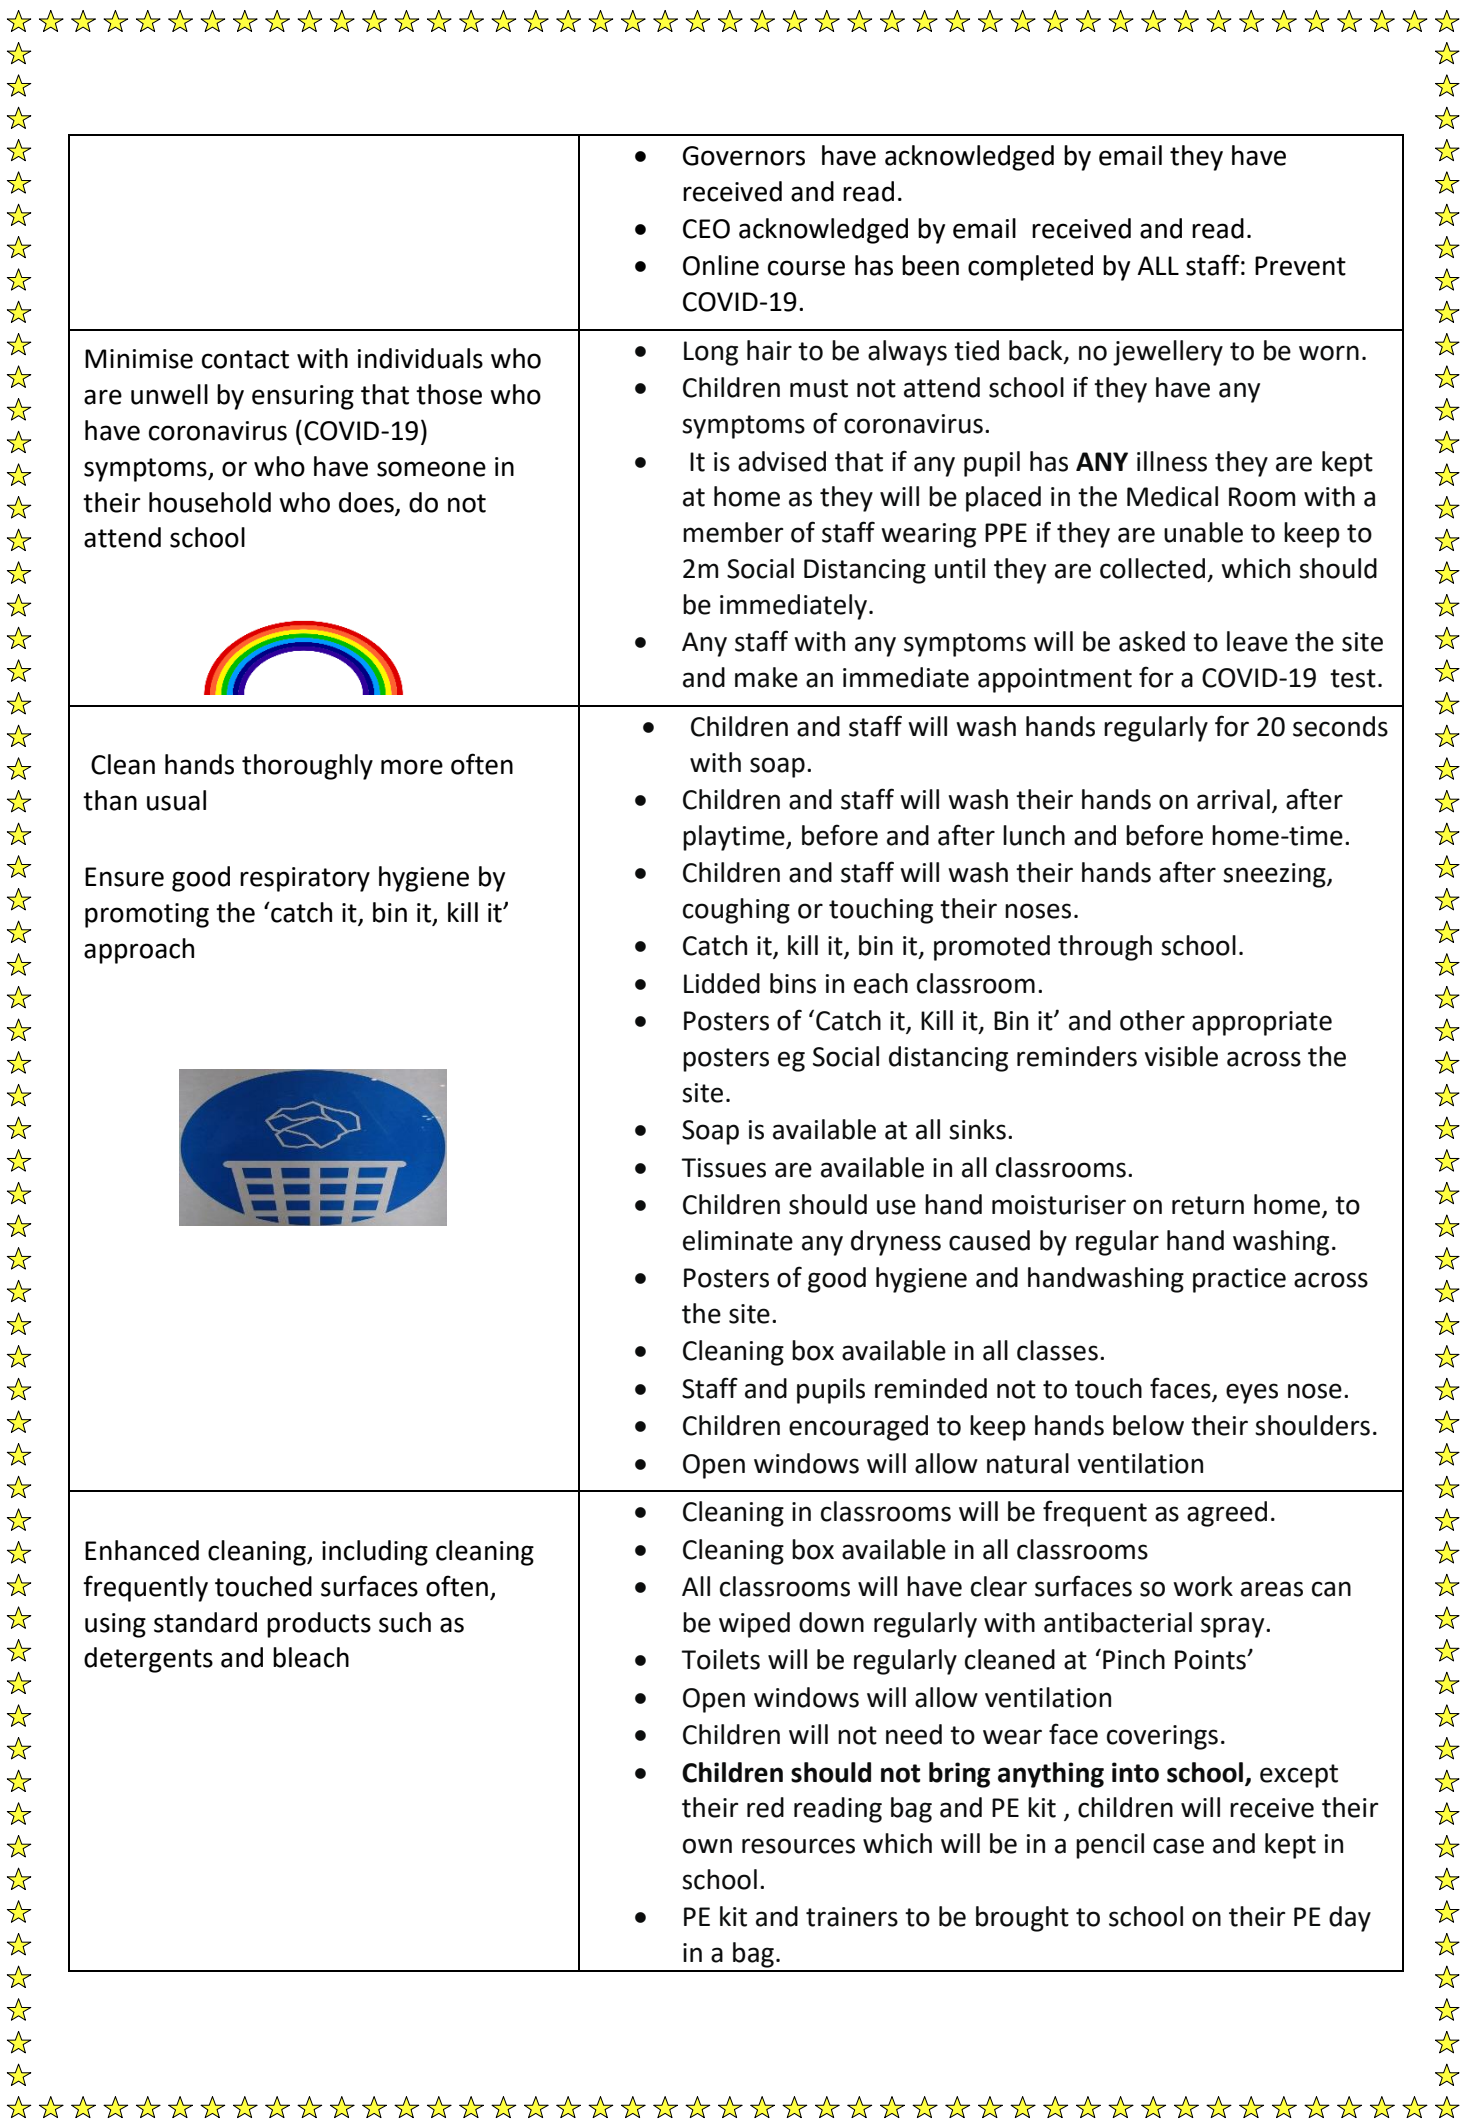 • Governors  have acknowledged by email they have
received and read.
• CEO acknowledged by email  received and read.
• Online course has been completed by ALL staff: Prevent
COVID-19.
Minimise contact with individuals who
are unwell by ensuring that those who
have coronavirus (COVID-19)
symptoms, or who have someone in
their household who does, do not
attend school
• Long hair to be always tied back, no jewellery to be worn.
• Children must not attend school if they have any
symptoms of coronavirus.
• It is advised that if any pupil has ANY illness they are kept
at home as they will be placed in the Medical Room with a
member of staff wearing PPE if they are unable to keep to
2m Social Distancing until they are collected, which should
be immediately.
• Any staff with any symptoms will be asked to leave the site
and make an immediate appointment for a COVID-19  test.
Clean hands thoroughly more often
than usual
Ensure good respiratory hygiene by
promoting the ‘catch it, bin it, kill it’
approach
• Children and staff will wash hands regularly for 20 seconds
with soap.
• Children and staff will wash their hands on arrival, after
playtime, before and after lunch and before home-time.
• Children and staff will wash their hands after sneezing,
coughing or touching their noses.
• Catch it, kill it, bin it, promoted through school.
• Lidded bins in each classroom.
• Posters of ‘Catch it, Kill it, Bin it’ and other appropriate
posters eg Social distancing reminders visible across the
site.
• Soap is available at all sinks.
• Tissues are available in all classrooms.
• Children should use hand moisturiser on return home, to
eliminate any dryness caused by regular hand washing.
• Posters of good hygiene and handwashing practice across
the site.
• Cleaning box available in all classes.
• Staff and pupils reminded not to touch faces, eyes nose.
• Children encouraged to keep hands below their shoulders.
• Open windows will allow natural ventilation
Enhanced cleaning, including cleaning
frequently touched surfaces often,
using standard products such as
detergents and bleach
• Cleaning in classrooms will be frequent as agreed.
• Cleaning box available in all classrooms
• All classrooms will have clear surfaces so work areas can
be wiped down regularly with antibacterial spray.
• Toilets will be regularly cleaned at ‘Pinch Points’
• Open windows will allow ventilation
• Children will not need to wear face coverings.
• Children should not bring anything into school, except
their red reading bag and PE kit , children will receive their
own resources which will be in a pencil case and kept in
school.
• PE kit and trainers to be brought to school on their PE day
in a bag.